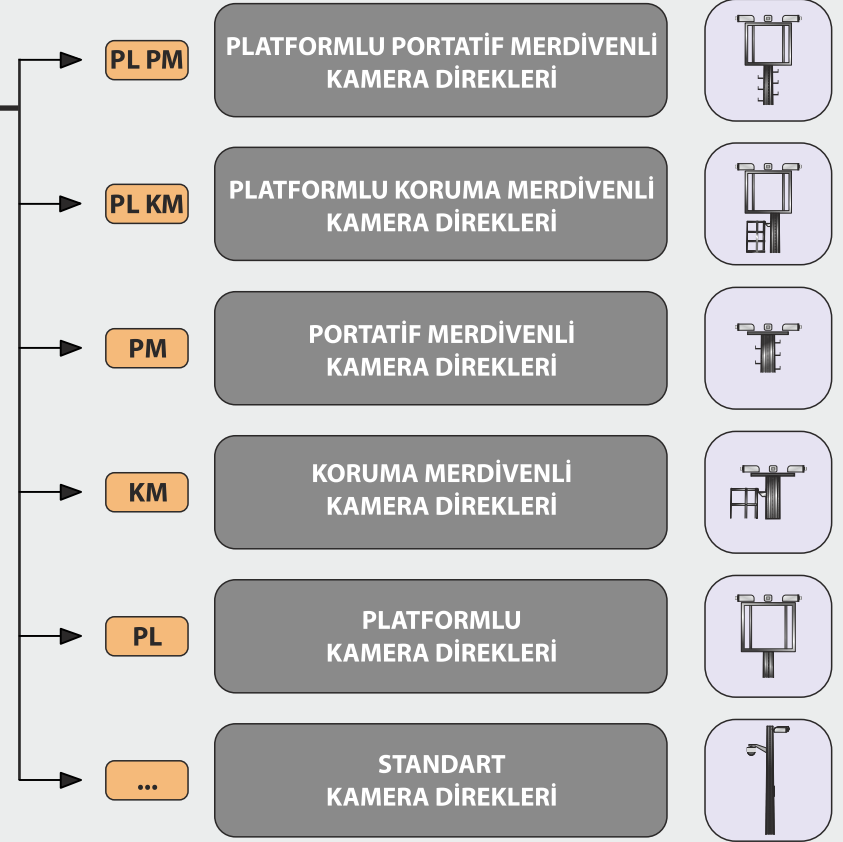 PL PM
PLATFORMLU PORTATİF MERDİVENLİ
KAMERA DİREKLERİ
PL KM
PLATFORMLU KORUMA MERDİVENLİ
KAMERA DİREKLERİ
PM
PORTATİF MERDİVENLİ
KAMERA DİREKLERİ
KM
KORUMA MERDİVENLİ
KAMERA DİREKLERİ
PL
PLATFORMLU
KAMERA DİREKLERİ
...
STANDART
KAMERA DİREKLERİ